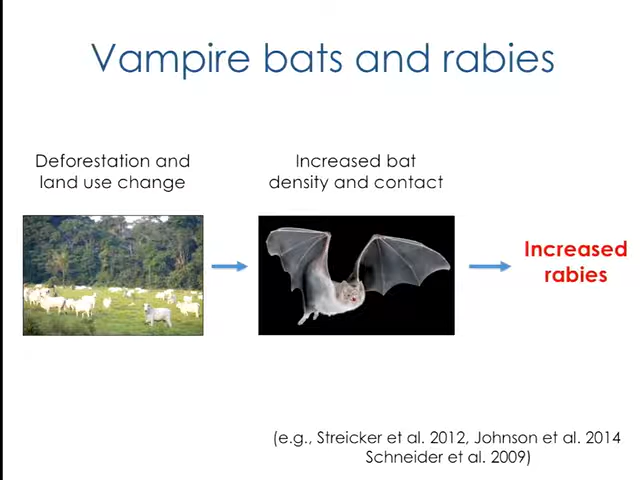 Vampire bats and rabies
Deforestation and
land use change
Increased bat
density and contact
Increased
rabies
(e.g., Streicker et al. 2012, Johnson et al. 2014
Schneider et al. 2009)